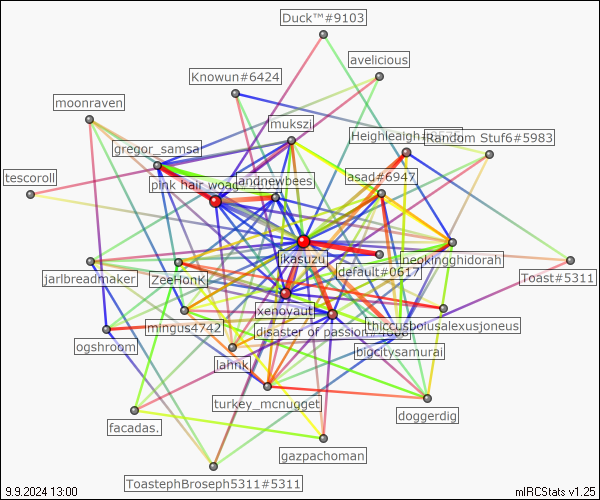 Duck™#9103
avelicious
Knowun#6424
moonraven
mukszi
Heighleaigh
Random Stuf6#5983
gregor_samsa
tescoroll
pink hair woag
andnewbees
asad#6947
ikasuzu
neokingghidorah
default#0617
Toast#5311
jarlbreadmaker
ZeeHonk
xenoyaut
thiccusboiusalexusjoneus
mingus4742
disaster of passion
ogshroom
bigcitysamurai
lahnk
turkey_mcnugget
doggerdig
facadas.
gazpachoman
ToastephBroseph5311#5311
9.9.2024 13:00
mIRCStats v1.25